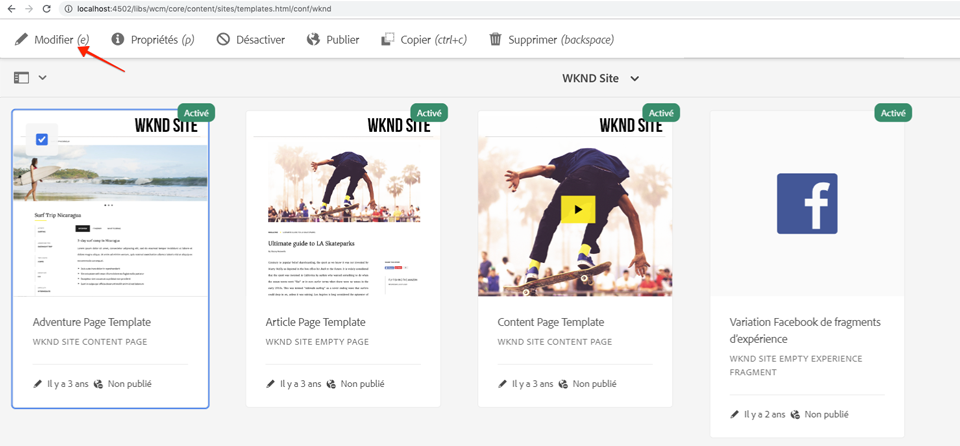 localhost:4502/libs/wcm/core/content/sites/templates.html/conf/wknd
Modifier (e) Propriétés (p) Désactiver Publier Copier (ctrl+c) Supprimer (backspace)
WKND Site
Activé Activé Activé Activé
WKND SITE WKND SITE WKND SITE
Surf Trip Nicaragua
Ultimate guide to LA Skateparks
Adventure Page Template
WKND SITE CONTENT PAGE
Il y a 3 ans Non publié
Article Page Template
WKND SITE EMPTY PAGE
Il y a 3 ans Non publié
Content Page Template
WKND SITE CONTENT PAGE
Il y a 3 ans Non publié
Variation Facebook de fragments
d'expérience
WKND SITE EMPTY EXPERIENCE
FRAGMENT
Il y a 2 ans Non publié